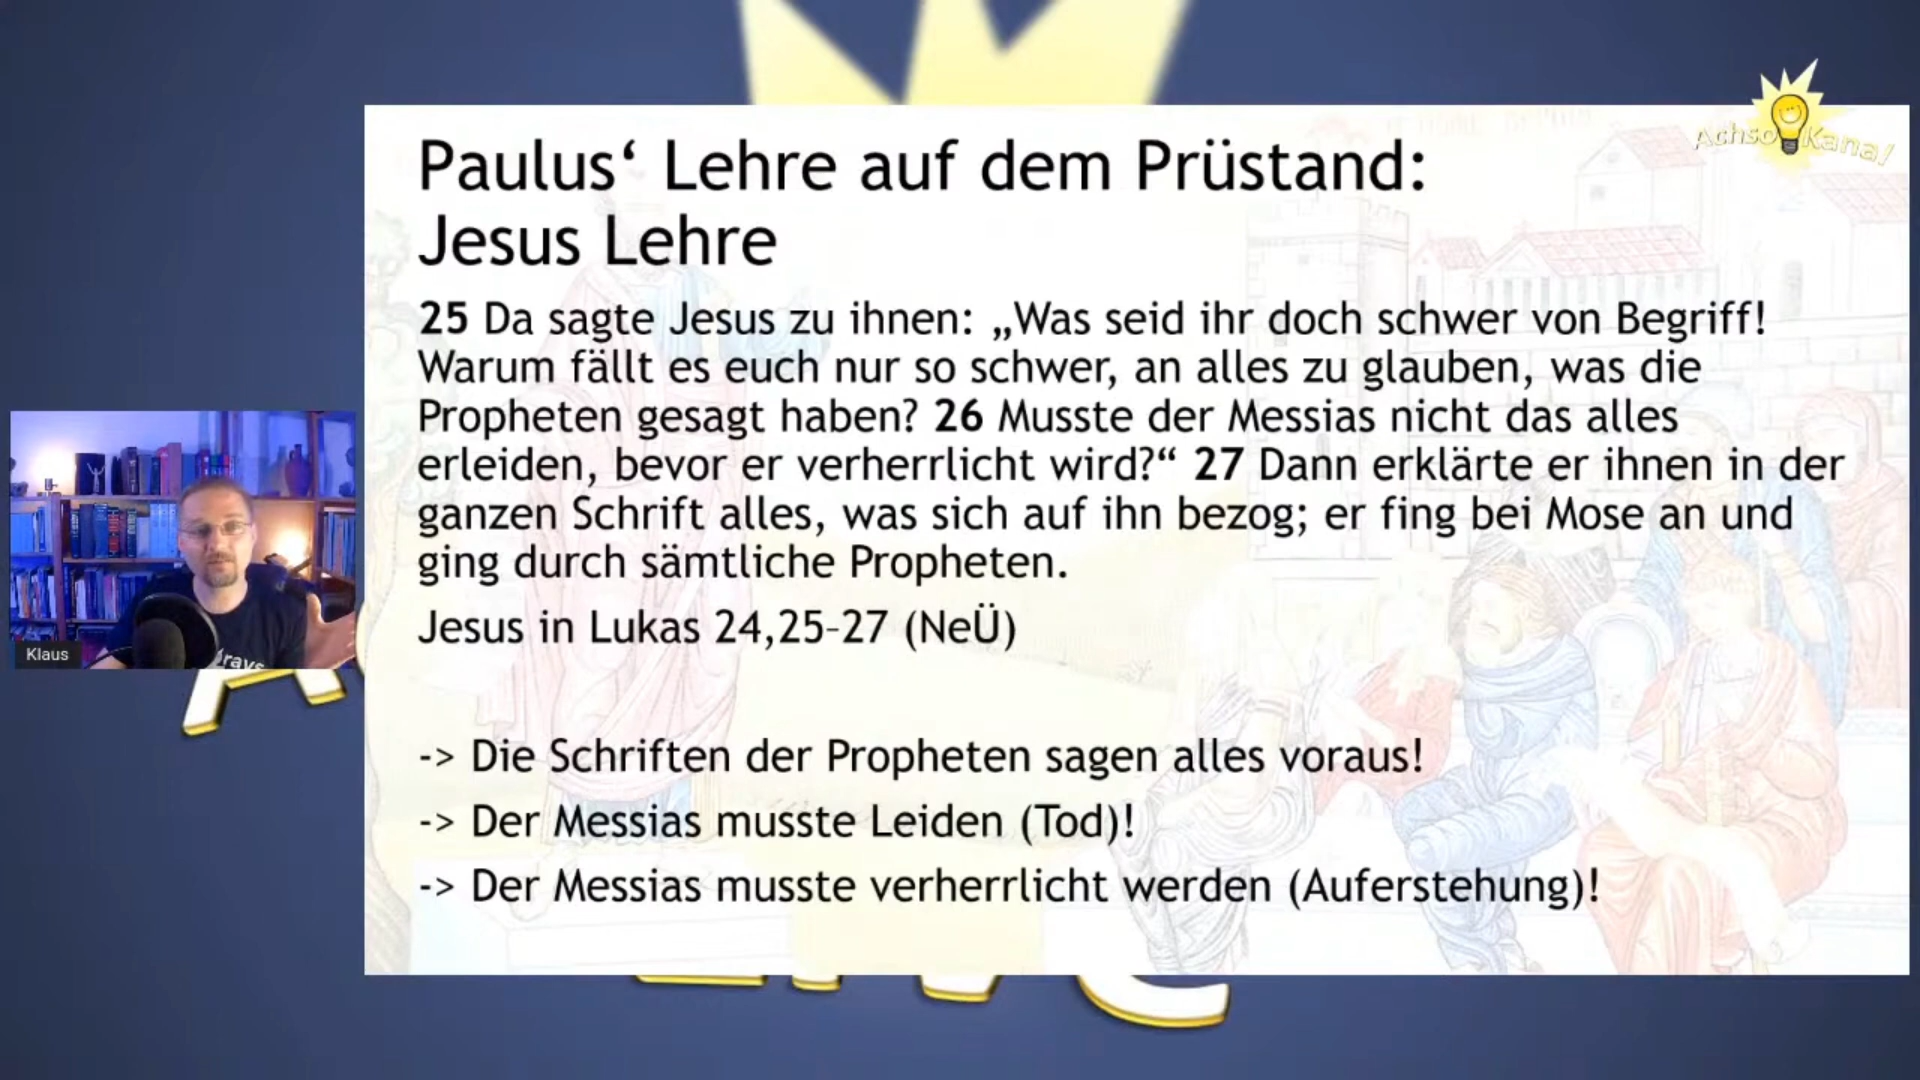 Achso Kanal
Paulus‘ Lehre auf dem Prüstand:
Jesus Lehre
25 Da sagte Jesus zu ihnen: „Was seid ihr doch schwer von Begriff!
Warum fällt es euch nur so schwer, an alles zu glauben, was die
Propheten gesagt haben? 26 Musste der Messias nicht das alles
erleiden, bevor er verherrlicht wird?“ 27 Dann erklärte er ihnen in der
ganzen Schrift alles, was sich auf ihn bezog; er fing bei Mose an und
ging durch sämtliche Propheten.
Jesus in Lukas 24,25–27 (NeÜ)
-> Die Schriften der Propheten sagen alles voraus!
-> Der Messias musste Leiden (Tod)!
-> Der Messias musste verherrlicht werden (Auferstehung)!
Klaus